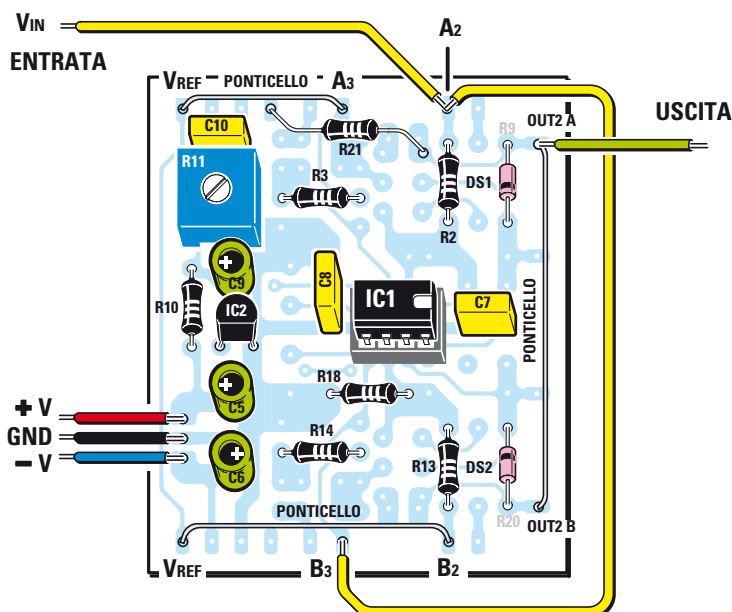 VIN
ENTRATA
A2
VREF PONTICELLO A3
USCITA
OUT2 A
C10
R9
R21
R11
R3
DS1
R2
C9
C8
IC1
C7
R10
IC2
PONTICELLO
R18
C5
+ V
GND
– V
R14
R13
DS2
C6
R20
OUT2 B
PONTICELLO
VREF
B3
B2